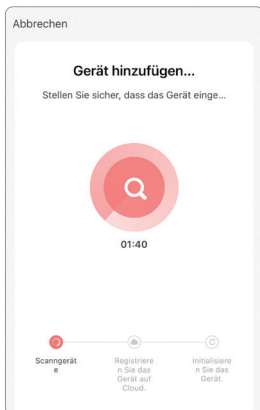 Abbrechen
Gerät hinzufügen...
Stellen Sie sicher, dass das Gerät einge...
01:40
Scanngerät
e
Registriere
n Sie das
Gerät auf
Cloud.
Initialisiere
n Sie das
Gerät.